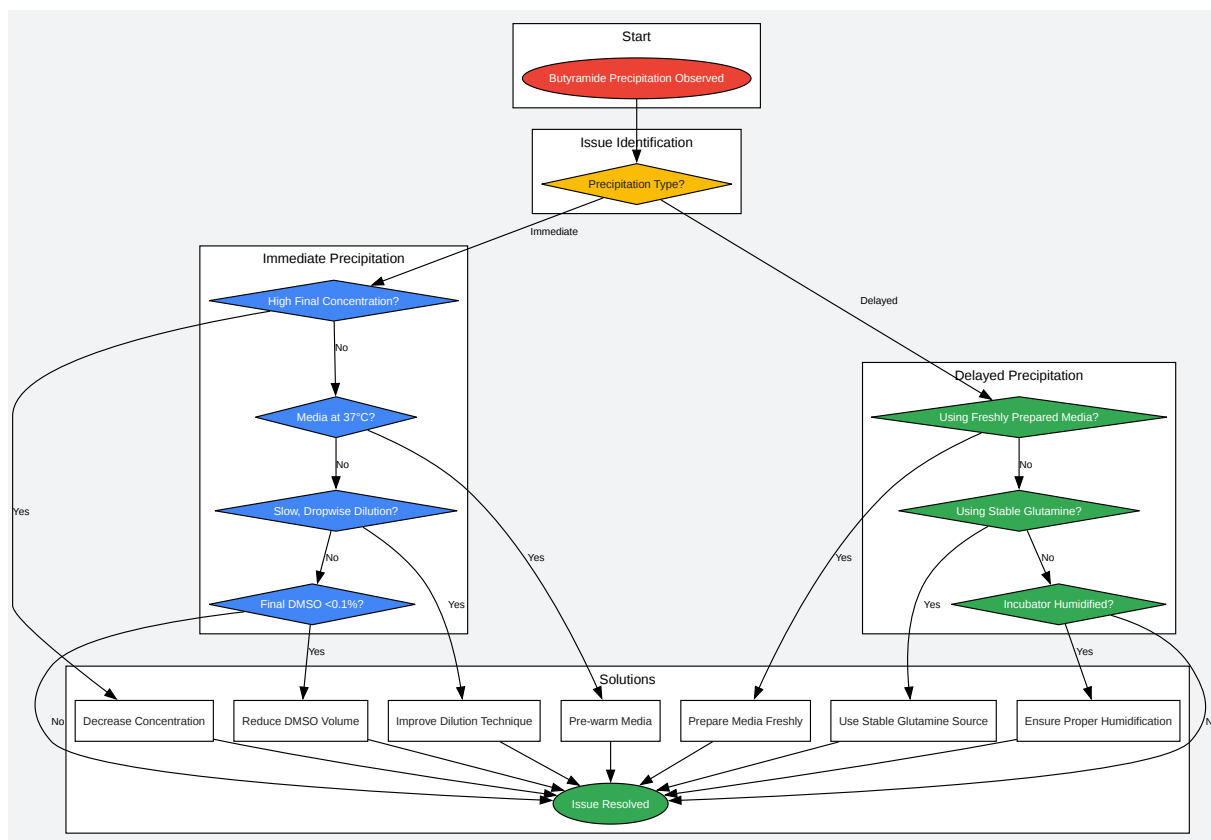 Start
Butyramide Precipitation Observed
Issue Identification
Precipitation Type?
Immediate
Delayed
Immediate Precipitation
High Final Concentration?
No
Media at 37°C?
No
Slow, Dropwise Dilution?
No
Final DMSO <0.1%?
Yes
Yes
Yes
Yes
No
Delayed Precipitation
Using Freshly Prepared Media?
No
Using Stable Glutamine?
No
Incubator Humidified?
Yes
Yes
Yes
Solutions
Decrease Concentration
Reduce DMSO Volume
Improve Dilution Technique
Pre-warm Media
Prepare Media Freshly
Use Stable Glutamine Source
Ensure Proper Humidification
Issue Resolved